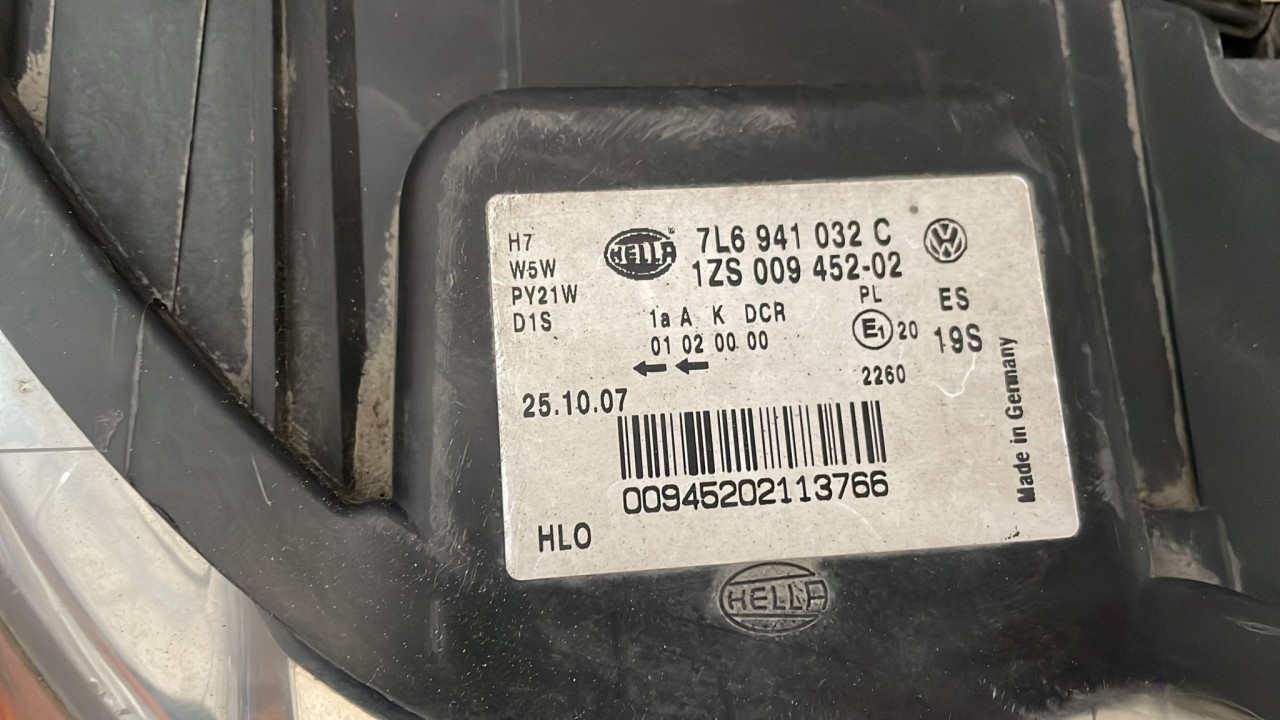 H7
W5W
PY21W
D1S
HELLA
7L6 941 032 C
1ZS 009 452-02
1a A K DCR
01 02 00 00
PL
E1 20
2260
ES
19S
Made in Germany
25.10.07
00945202113766
HLO
HELLA